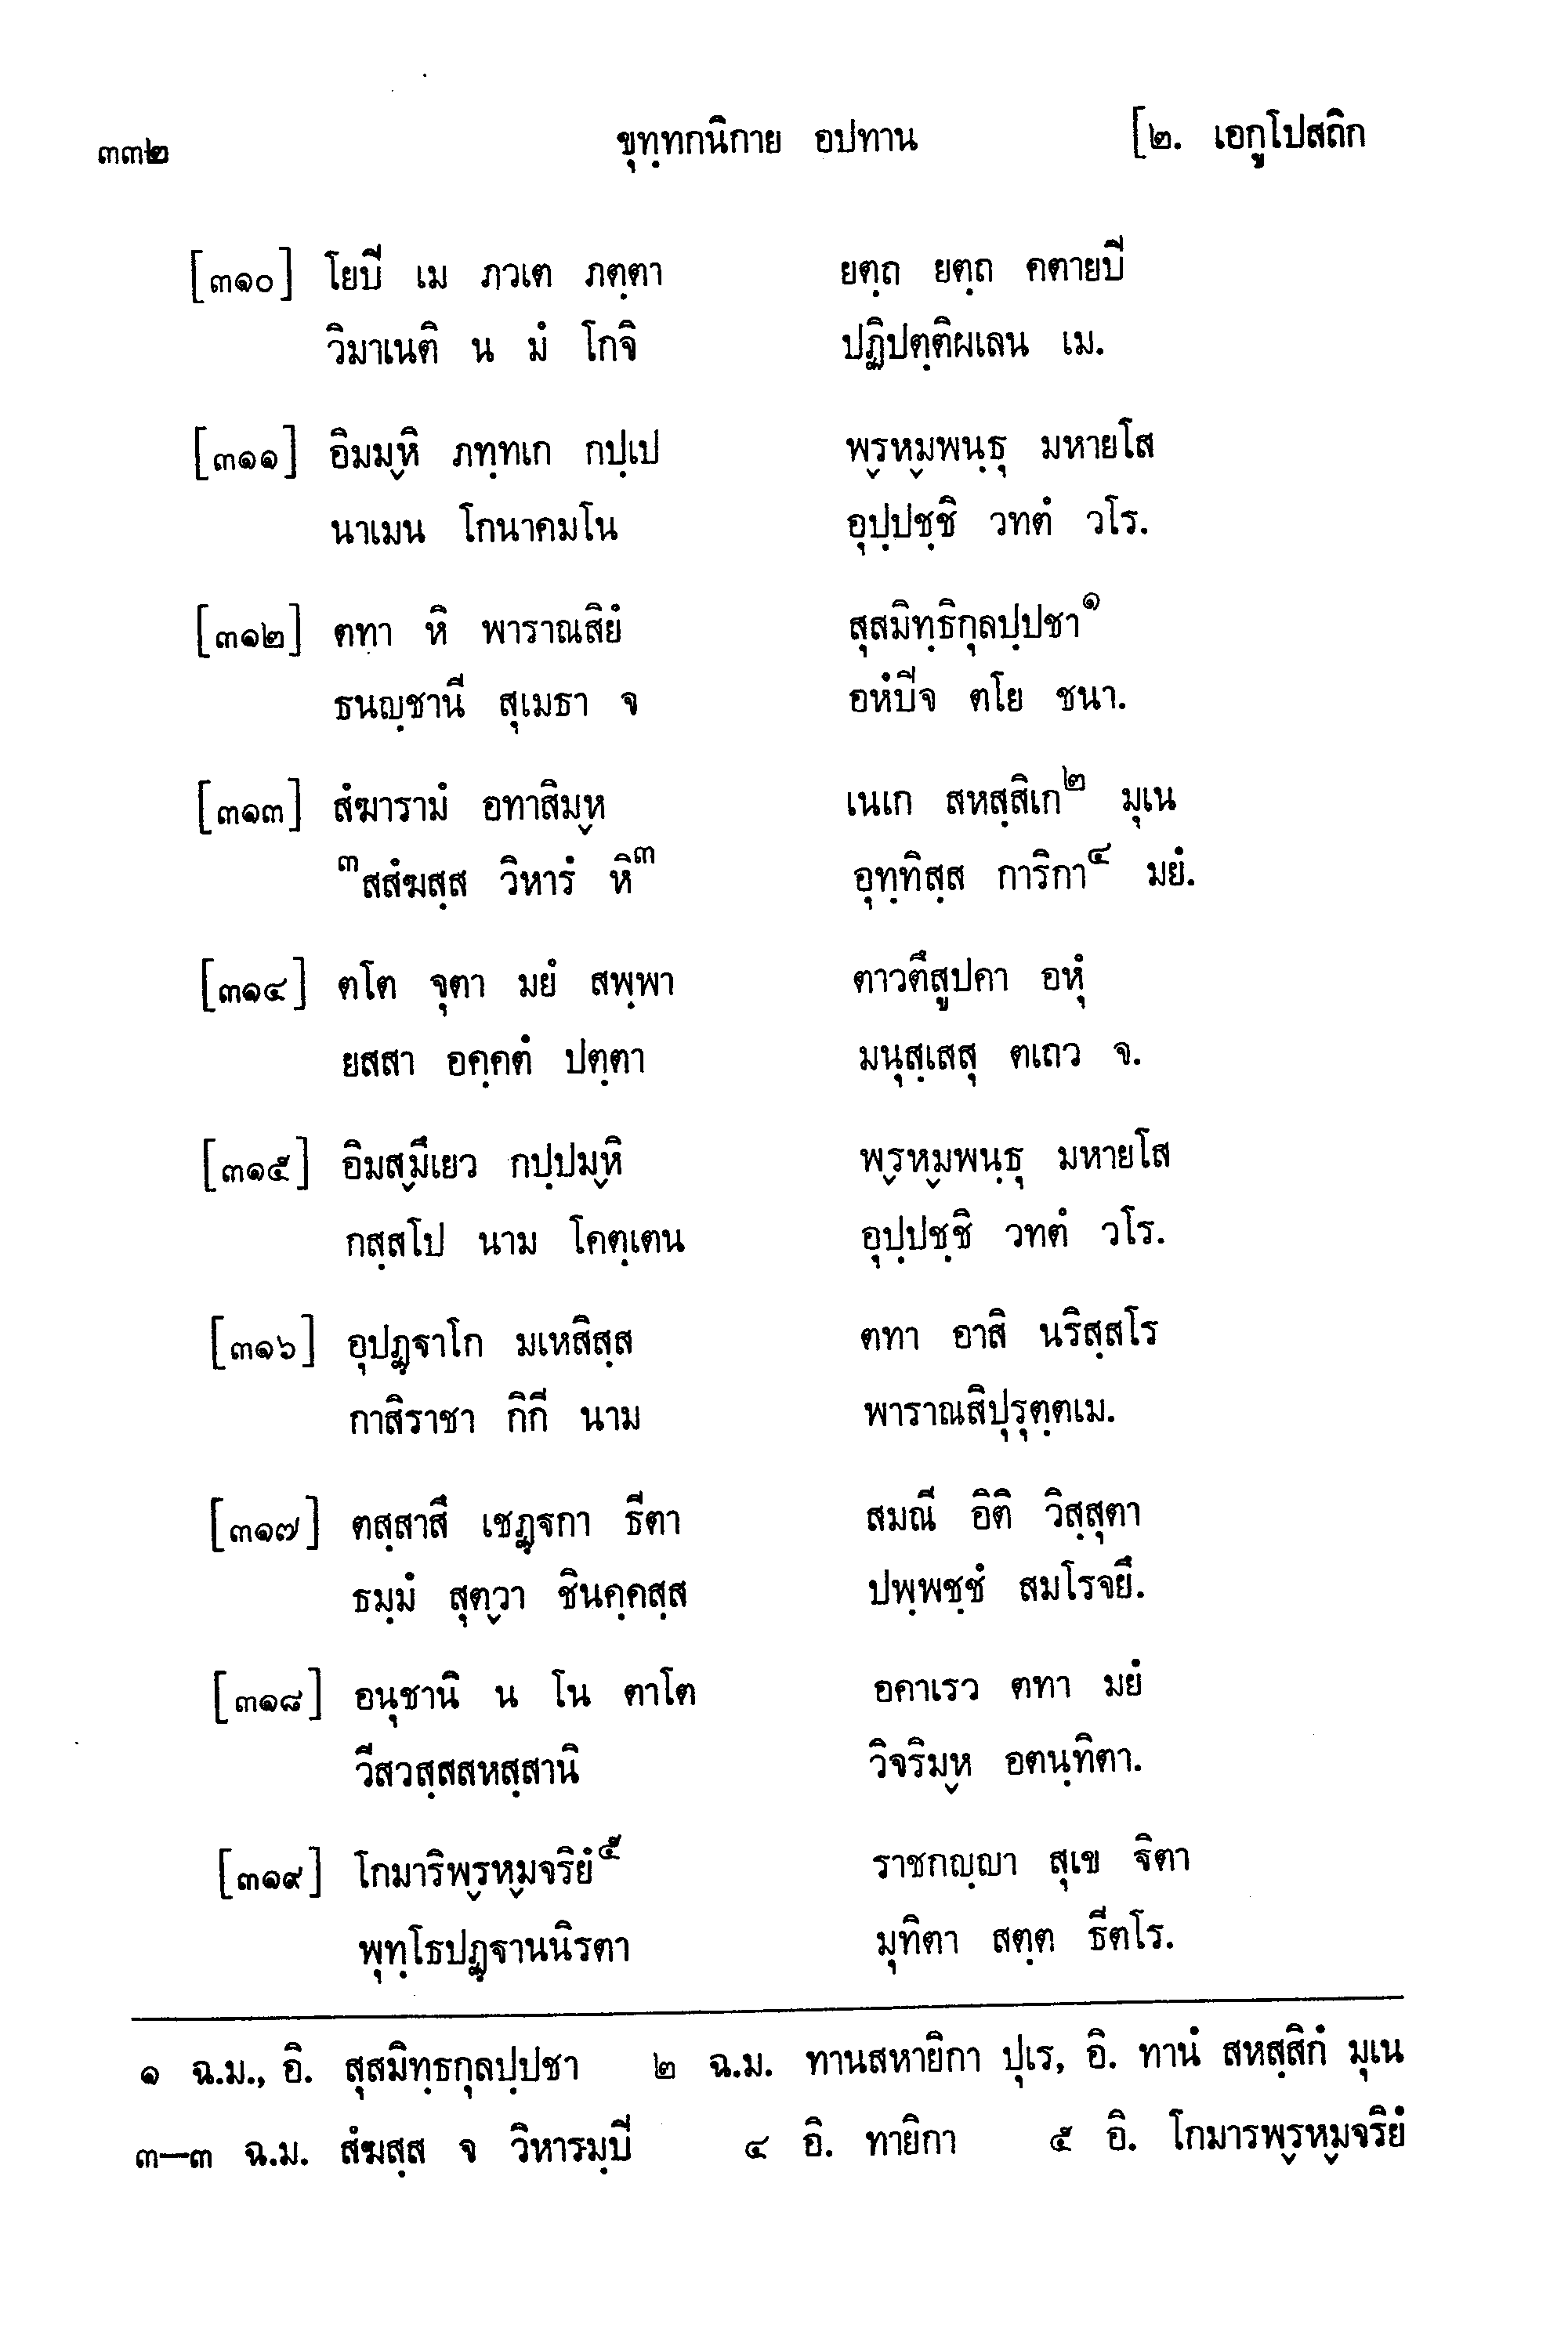 ๓๓๒ ขุทฺทกนิกาย อปทาน [๒. เอกูโปสถิก
[๓๑๐] โยปี เม ภวเต ภตฺตา ยตฺถ ยตฺถ คตายปี
วิมาเนติ น มํ โกจิ ปฏิปตฺติผเลน เม.
[๓๑๑] อิมมฺหิ ภทฺทเก กปฺเป พฺรหฺมพนฺธุ มหายโส
นาเมน โกนาคมโน อุปฺปชฺชิ วทตํ วโร.
[๓๑๒] ตทา หิ พาราณสิยํ สุสมิทฺธิกุลปฺปชา๑
ธนญฺชานี สุเมธา จ อหํปีจ ตโย ชนา.
[๓๑๓] สํฆารามํ อทาสิมฺห เนเก สหสฺสิเก๒ มุเน
๓สสํฆสฺส วิหารํ หิ๓ อุทฺทิสฺส การิกา๔ มยํ.
[๓๑๔] ตโต จุตา มยํ สพฺพา ตาวตึสูปคา อหุํ
ยสสา อคฺคตํ ปตฺตา มนุสฺเสสุ ตเถว จ.
[๓๑๕] อิมสฺมึเยว กปฺปมฺหิ พฺรหฺมพนฺธุ มหายโส
กสฺสโป นาม โคตฺเตน อุปฺปชฺชิ วทตํ วโร.
[๓๑๖] อุปฏฺฐาโก มเหสิสฺส ตทา อาสิ นริสฺสโร
กาสิราชา กิกี นาม พาราณสิปุรุตฺตเม.
[๓๑๗] ตสฺสาสึ เชฏฺฐกา ธีตา สมณี อิติ วิสฺสุตา
ธมฺมํ สุตฺวา ชินคฺคสฺส ปพฺพชฺชํ สมโรจยึ.
[๓๑๘] อนุชานิ น โน ตาโต อคาเรว ตทา มยํ
วีสวสฺสสหสฺสานิ วิจริมฺห อตนฺทิตา.
[๓๑๙] โกมาริพฺรหฺมจริยํ๕ ราชกญฺญา สุเข ฐิตา
พุทฺโธปฏฺฐานนิรตา มุทิตา สตฺต ธีตโร.
๑ ฉ.ม., อิ. สุสมิทฺธกุลปฺปชา ๒ ฉ.ม. ทานสหายิกา ปุเร, อิ. ทานํ สหสฺสิกํ มุเน
๓—๓ ฉ.ม. สํฆสฺส จ วิหารมฺปี ๔ อิ. ทายิกา ๕ อิ. โกมารพฺรหฺมจริยํ